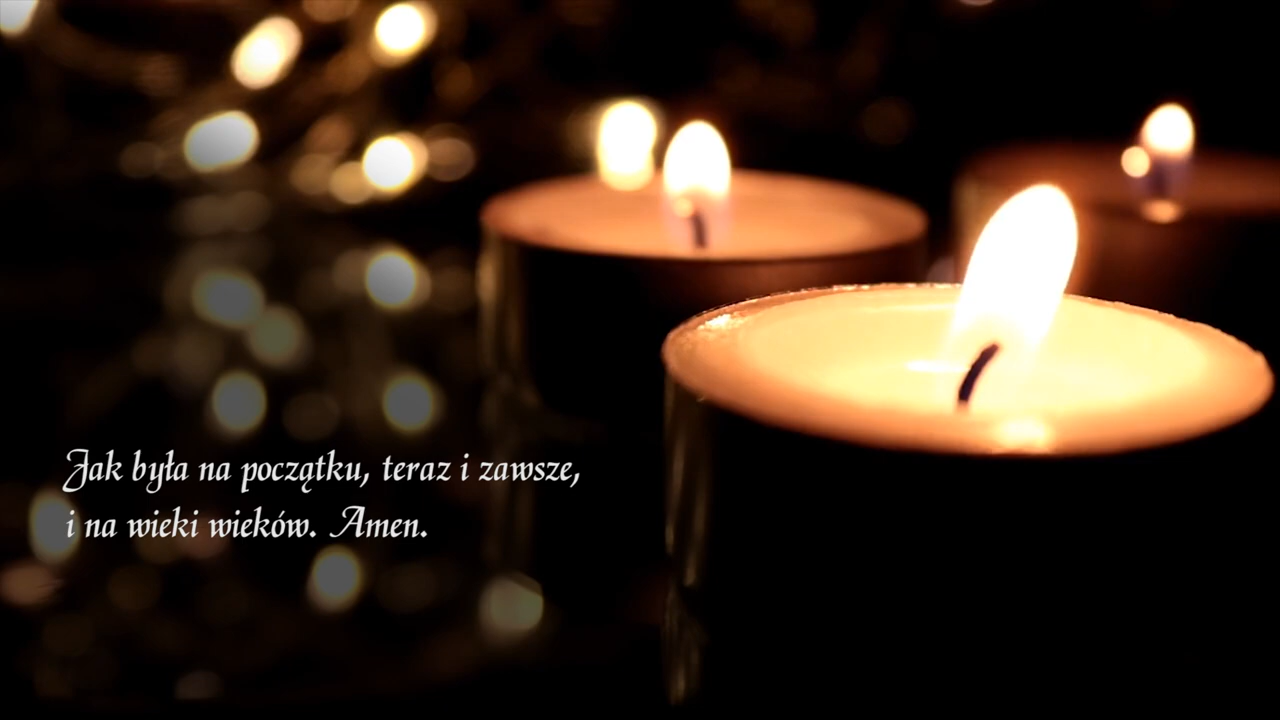 Jak była na początku, teraz i zawsze,
i na wieki wieków. Amen.